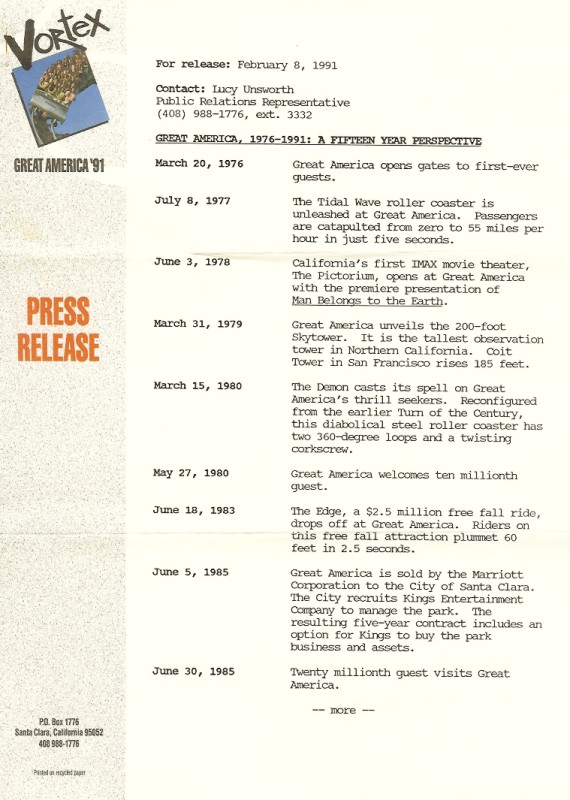 Vortex
GREAT AMERICA '91
PRESS
RELEASE
For release: February 8, 1991
Contact: Lucy Unsworth
Public Relations Representative
(408) 988-1776, ext. 3332
GREAT AMERICA, 1976-1991: A FIFTEEN YEAR PERSPECTIVE
March 20, 1976
Great America opens gates to first-ever
guests.
July 8, 1977
The Tidal Wave roller coaster is
unleashed at Great America. Passengers
are catapulted from zero to 55 miles per
hour in just five seconds.
June 3, 1978
California's first IMAX movie theater,
The Pictorium, opens at Great America
with the premiere presentation of
Man Belongs to the Earth.
March 31, 1979
Great America unveils the 200-foot
Skytower. It is the tallest observation
tower in Northern California. Coit
Tower in San Francisco rises 185 feet.
March 15, 1980
The Demon casts its spell on Great
America's thrill seekers. Reconfigured
from the earlier Turn of the Century,
this diabolical steel roller coaster has
two 360-degree loops and a twisting
corkscrew.
May 27, 1980
Great America welcomes ten millionth
guest.
June 18, 1983
The Edge, a $2.5 million free fall ride,
drops off at Great America. Riders on
this free fall attraction plummet 60
feet in 2.5 seconds.
June 5, 1985
Great America is sold by the Marriott
Corporation to the City of Santa Clara.
The City recruits Kings Entertainment
Company to manage the park. The
resulting five-year contract includes an
option for Kings to buy the park
business and assets.
June 30, 1985
Twenty millionth guest visits Great
America.
-- more --
P.O. Box 1776
Santa Clara, California 95052
408 988-1776
Printed on recycled paper